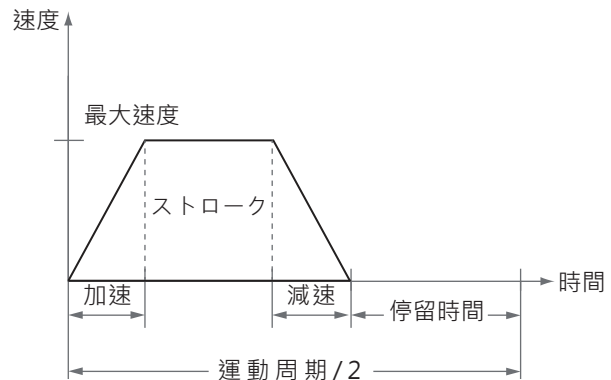 速度
最大速度
ストローク
時間
加速
減速
停留時間
運動周期/2